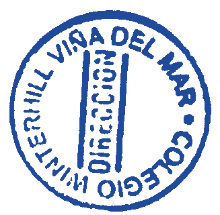 COLEGIO WINTERHILL VIÑA DEL MAR
DIRECCION